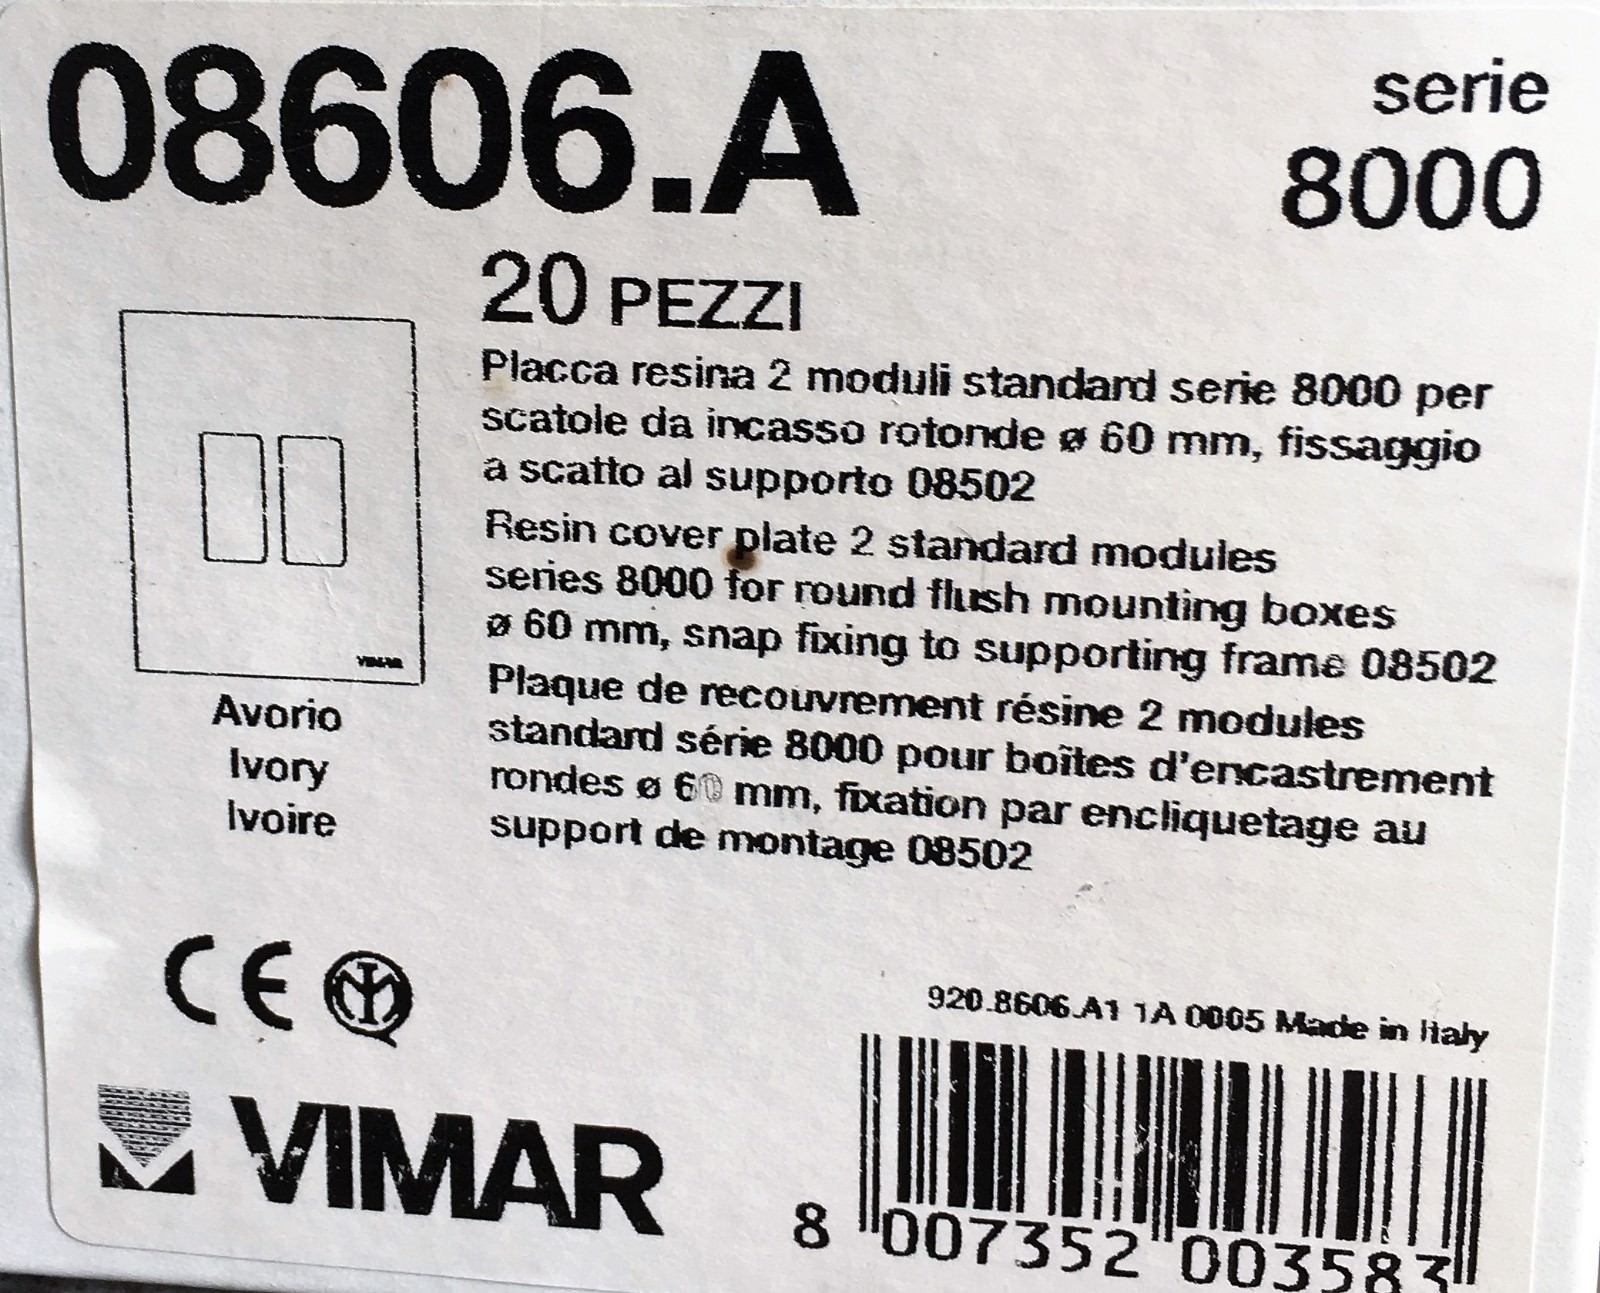 08606.A
serie
8000
20 PEZZI
Placca resina 2 moduli standard serie 8000 per
scatole da incasso rotonde ø 60 mm, fissaggio
a scatto al supporto 08502
Resin cover plate 2 standard modules
series 8000 for round flush mounting boxes
ø 60 mm, snap fixing to supporting frame 08502
Plaque de recouvrement résine 2 modules
standard série 8000 pour boîtes d'encastrement
rondes ø 60 mm, fixation par encliquetage au
support de montage 08502
VIMAR
Avorio
Ivory
Ivoire
CE
920.8606.A1 1A 0005 Made in Italy
VIMAR
8 007352 003583